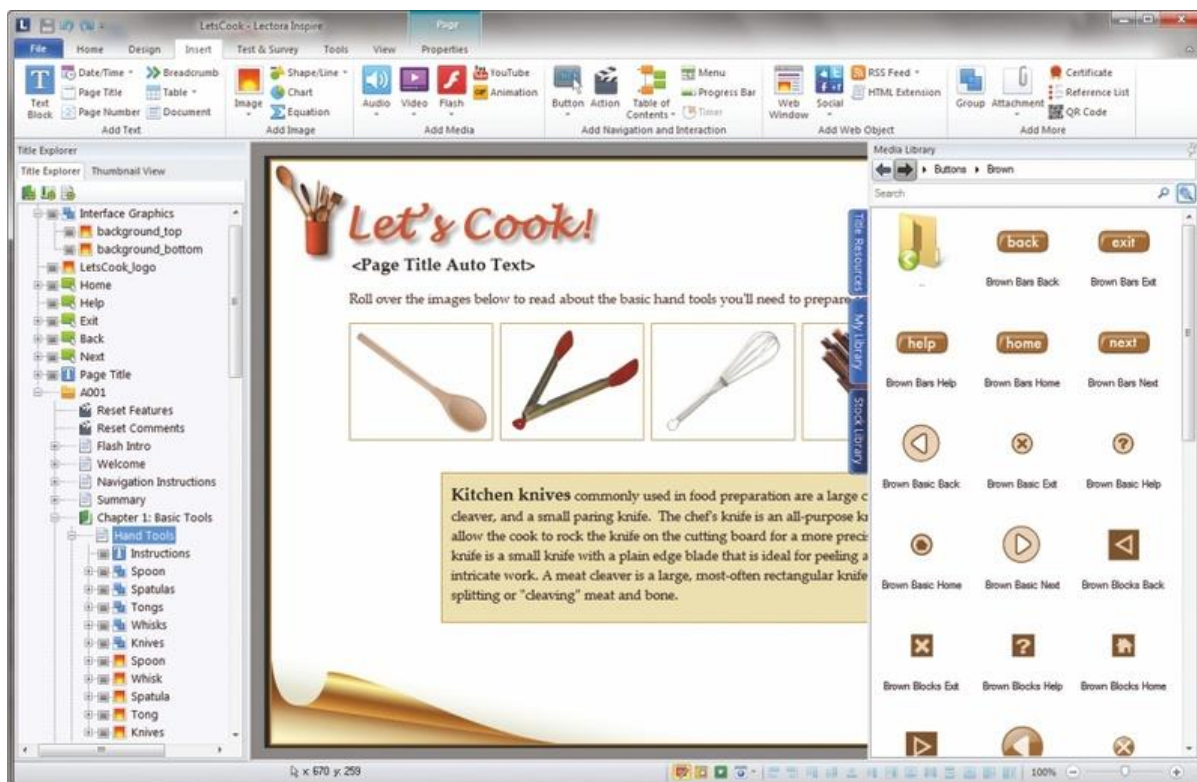 LetsCook - Lectora Inspire
Page
File Home Design Insert Test & Survey Tools View Properties
Text Block
Date/Time
Page Title
Page Number
Breadcrumb
Table
Document
Add Text
Image
Shape/Line
Chart
Equation
Add Image
Audio
Video
Flash
YouTube
Animation
Add Media
Button
Action
Table of Contents
Menu
Progress Bar
Timer
Add Navigation and Interaction
Web Window
Social
RSS Feed
HTML Extension
Add Web Object
Group
Attachment
Certificate
Reference List
QR Code
Add More
Title Explorer
Title Explorer Thumbnail View
Interface Graphics
background_top
background_bottom
LetsCook_logo
Home
Help
Exit
Back
Next
Page Title
A001
Reset Features
Reset Comments
Flash Intro
Welcome
Navigation Instructions
Summary
Chapter 1: Basic Tools
Hand Tools
Instructions
Spoon
Spatulas
Tongs
Whisks
Knives
Spoon
Whisk
Spatula
Tong
Knives
Let's Cook!
<Page Title Auto Text>
Roll over the images below to read about the basic hand tools you'll need to prepare
Kitchen knives commonly used in food preparation are a large c
cleaver, and a small paring knife. The chef's knife is an all-purpose kn
allow the cook to rock the knife on the cutting board for a more precis
knife is a small knife with a plain edge blade that is ideal for peeling a
intricate work. A meat cleaver is a large, most-often rectangular knife
splitting or "cleaving" meat and bone.
Title Resources
My Library
Stock Library
Media Library
Buttons Brown
Search
..
back
exit
Brown Bars Back Brown Bars Exit
help
home
next
Brown Bars Help Brown Bars Home Brown Bars Next
Brown Basic Back Brown Basic Exit Brown Basic Help
Brown Basic Home Brown Basic Next Brown Blocks Back
Brown Blocks Exit Brown Blocks Help Brown Blocks Home
x: 670 y: 259
100%